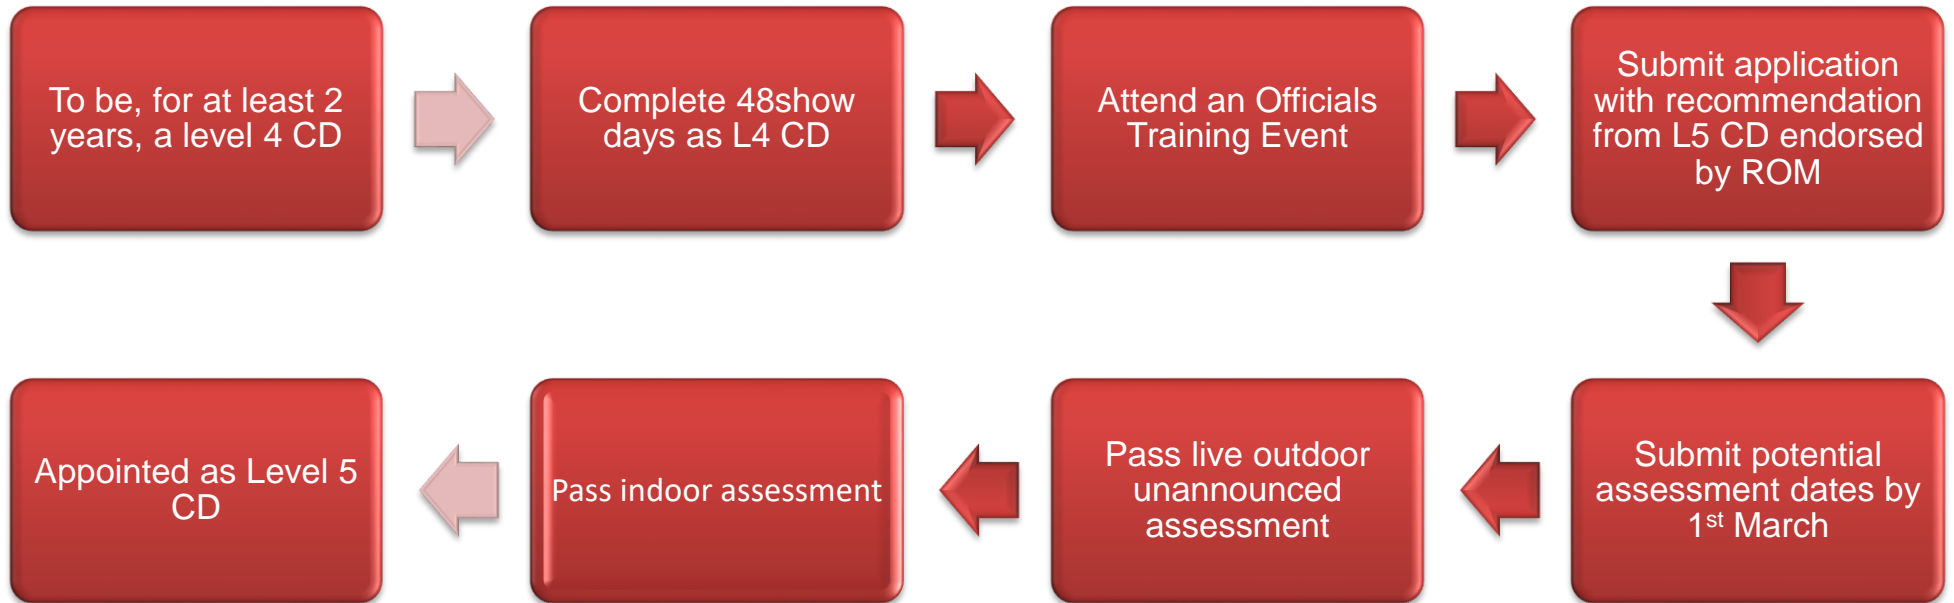 To be, for at least 2
years, a level 4 CD
Complete 48show
days as L4 CD
Attend an Officials
Training Event
Submit application
with recommendation
from L5 CD endorsed
by ROM
Submit potential
assessment dates by
1st March
Pass live outdoor
unannounced
assessment
Pass indoor assessment
Appointed as Level 5
CD